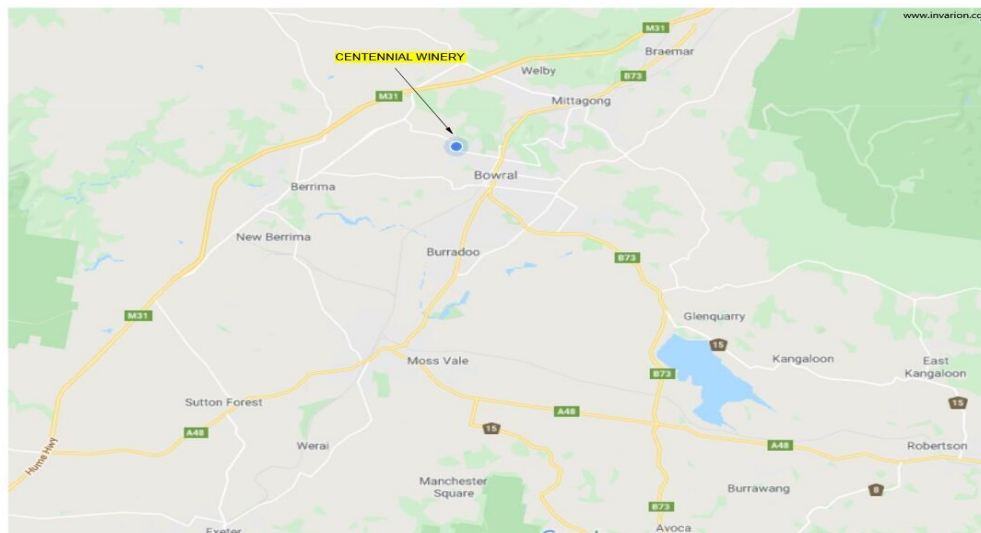 www.invarion.co
M31
Braemar
CENTENNIAL WINERY
Welby
B73
M31
Mittagong
Bowral
Berrima
New Berrima
Burradoo
B73
M31
Glenquarry
15
Kangaloon
East
Kangaloon
Moss Vale
B73
Sutton Forest
A48
15
A48
15
A48
Hume Hwy
Werai
Robertson
Manchester
Square
Burrawang
8
B73
Exeter
Avoca